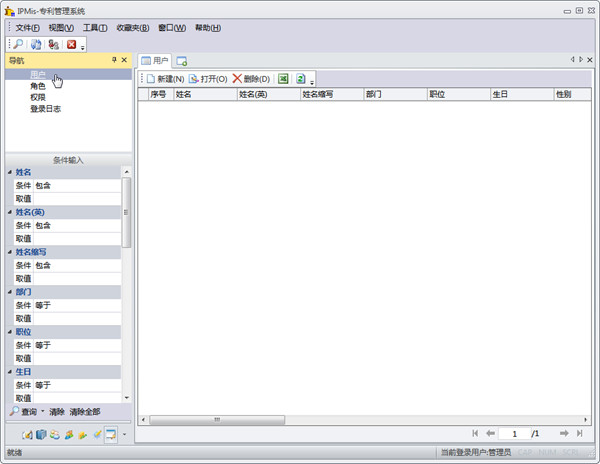 IPMis-专利管理系统
文件(F) 视图(V) 工具(T) 收藏夹(B) 窗口(W) 帮助(H)
导航
用户
角色
权限
登录日志
条件输入
姓名
条件 包含
取值
姓名(英)
条件 包含
取值
姓名缩写
条件 包含
取值
部门
条件 等于
取值
职位
条件 等于
取值
生日
条件 等于
取值
查询 清除 清除全部
用户
新建(N) 打开(O) 删除(D)
序号 姓名 姓名(英) 姓名缩写 部门 职位 生日 性别
1 /1
就绪
当前登录用户:管理员 CAP NUM SCRL